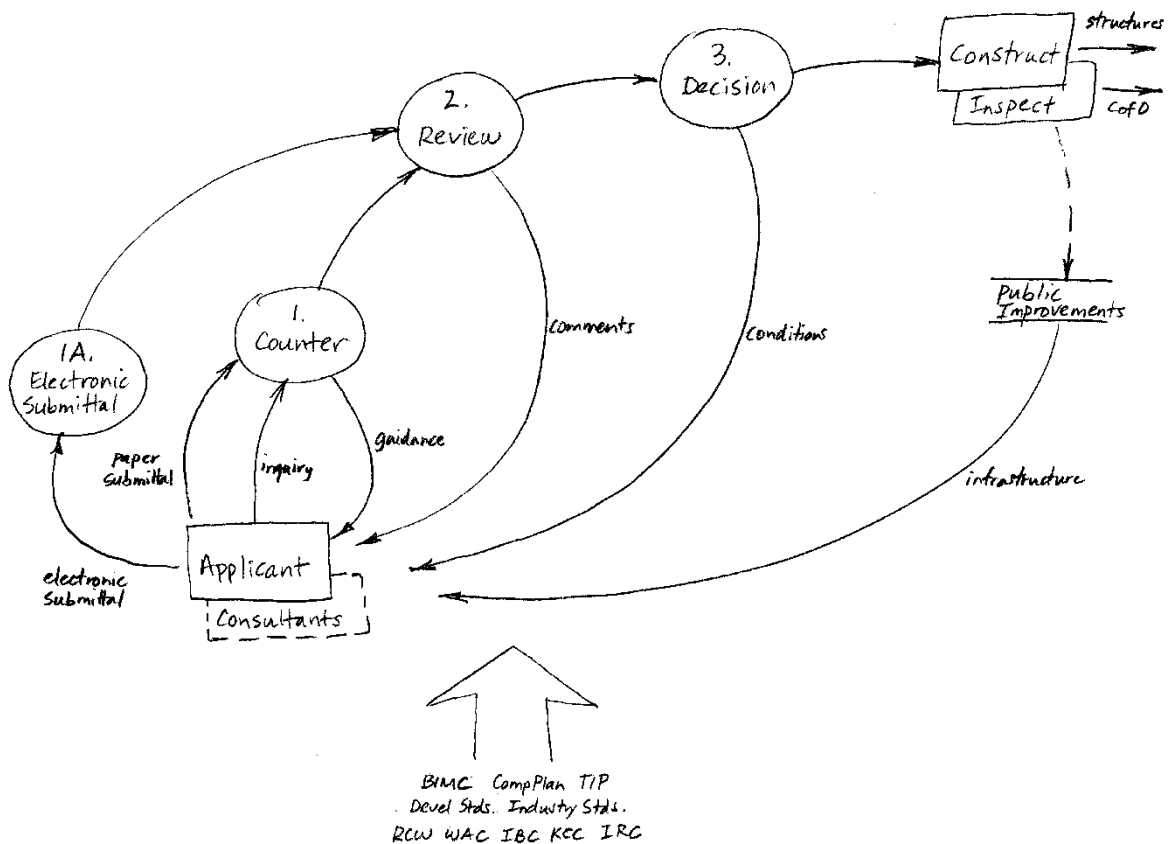 structures
3.
Decision
Construct
Inspect
CofO
2.
Review
1.
Counter
Public
Improvements
comments
conditions
1A.
Electronic
Submittal
guidance
paper
submittal
inquiry
infrastructure
Applicant
electronic
submittal
Consultants
BIMC CompPlan TIP
Devel Stds. Industry Stds.
RCW WAC IBC KCC IRC